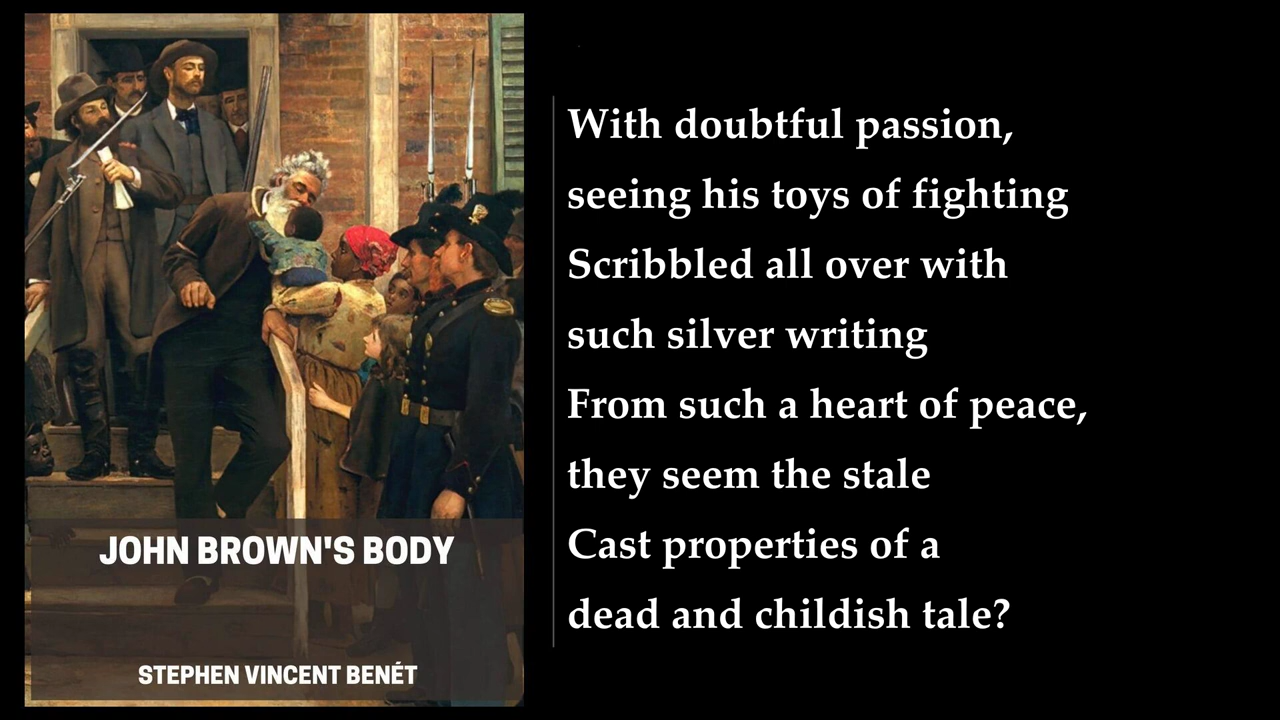 JOHN BROWN'S BODY
STEPHEN VINCENT BENÉT
With doubtful passion,
seeing his toys of fighting
Scribbled all over with
such silver writing
From such a heart of peace,
they seem the stale
Cast properties of a
dead and childish tale?